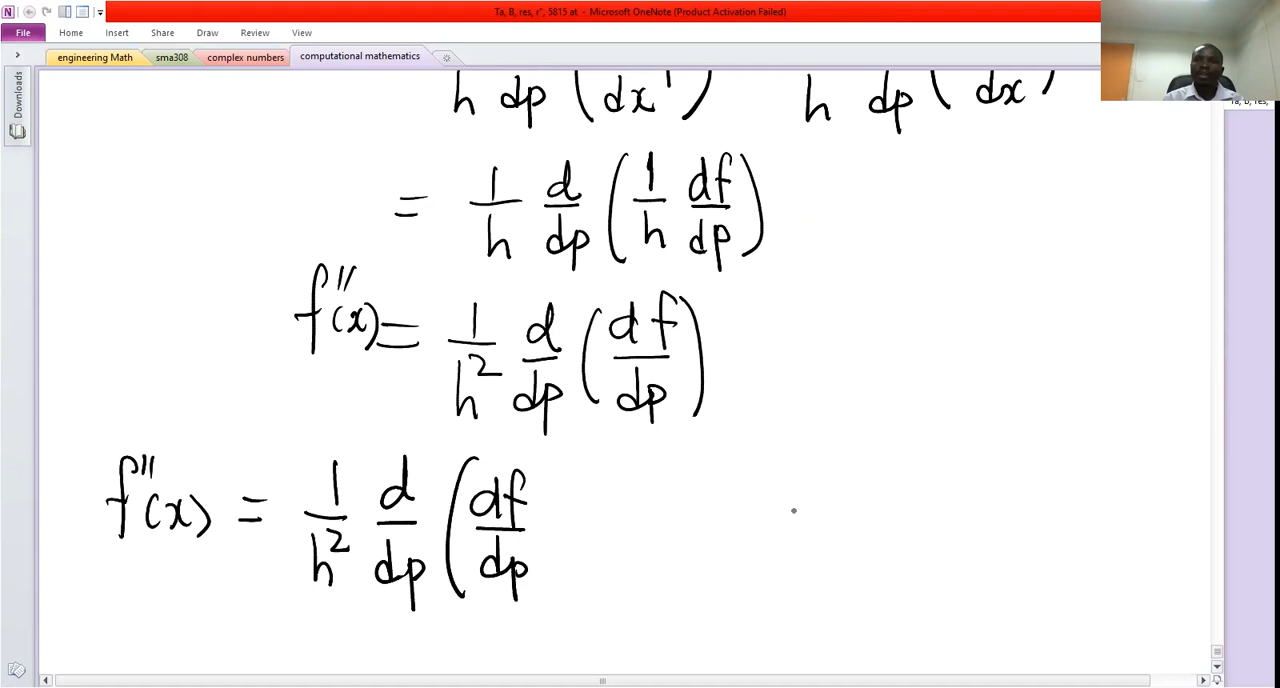 Ta, B, res, r", 5815 at. - Microsoft OneNote (Product Activation Failed)
File Home Insert Share Draw Review View
engineering Math sma308 complex numbers computational mathematics
Downloads
h dp (dx') h dp (dx)
= 1/h d/dp (1/h df/dp)
f''(x) = 1/h² d/dp (df/dp)
f''(x) = 1/h² d/dp (df/dp